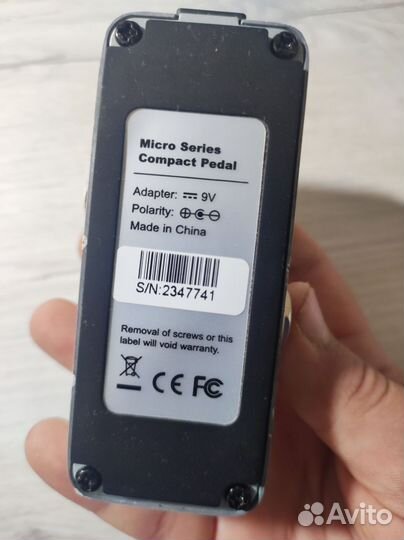 Micro Series
Compact Pedal
Adapter: 9V
Polarity:
Made in China
S/N:2347741
Removal of screws or this
label will void warranty.
CE FC
Avito